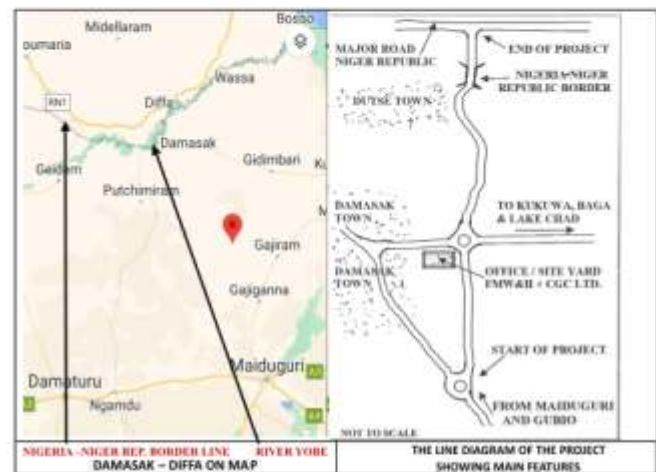 Bosso
Midellaram
oumaria
Wassa
RN1
Diffa
Damasak
Geidam
Gidimbari
Ku
Putchimiram
M
Gajiram
Gajiganna
Maiduguri
Damaturu
Ngamdu
NIGERIA -NIGER REP. BORDER LINE RIVER YOBE
DAMASAK – DIFFA ON MAP
MAJOR ROAD
NIGER REPUBLIC
END OF PROJECT
NIGERIA-NIGER
REPUBLIC BORDER
DUTSE TOWN
DAMASAK
TOWN
TO KUKUWA, BAGA
& LAKE CHAD
DAMASAK
TOWN
OFFICE / SITE YARD
FMW&H + CGC LTD.
START OF PROJECT
FROM MAIDUGURI
AND GUBIO
NOT TO SCALE
THE LINE DIAGRAM OF THE PROJECT
SHOWING MAIN FEATURES